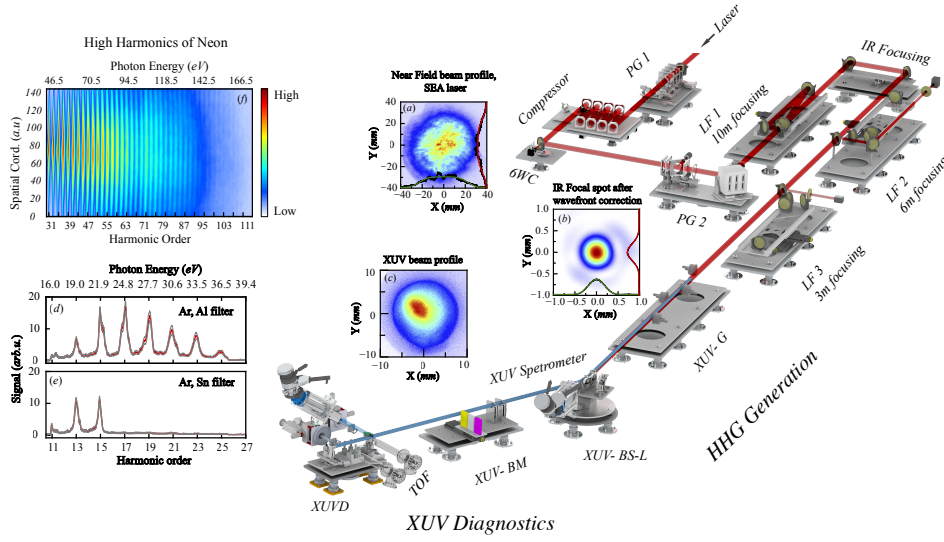 High Harmonics of Neon
Photon Energy (eV)
46.5 70.5 94.5 118.5 142.5 166.5
Spatial Cord. (a.u)
140
120
100
80
60
40
20
0
(f)
High
Low
31 39 47 55 63 71 79 87 95 103 111
Harmonic Order
Near Field beam profile,
SEA laser
(a)
Y (mm)
40
20
0
-20
-40
-40 0 40
X (mm)
Laser
PG 1
Compressor
6WC
PG 2
LF 1
10m focusing
IR Focusing
LF 2
6m focusing
LF 3
3m focusing
IR Focal spot after
wavefront correction
(b)
Y (mm)
1.0
0.5
0.0
-0.5
-1.0
-1.0 0.0 1.0
X (mm)
XUV beam profile
(c)
Y (mm)
10
0
-10
-10 0 10
X (mm)
Photon Energy (eV)
16.0 19.0 21.9 24.8 27.7 30.6 33.5 36.5 39.4
Signal (arb.u.)
20
10
0
(d)
Ar, Al filter
20
10
0
(e)
Ar, Sn filter
11 13 15 17 19 21 23 25 27
Harmonic order
XUV- G
HHG Generation
XUV Spetrometer
XUV- BS-L
XUV- BM
TOF
XUVD
XUV Diagnostics